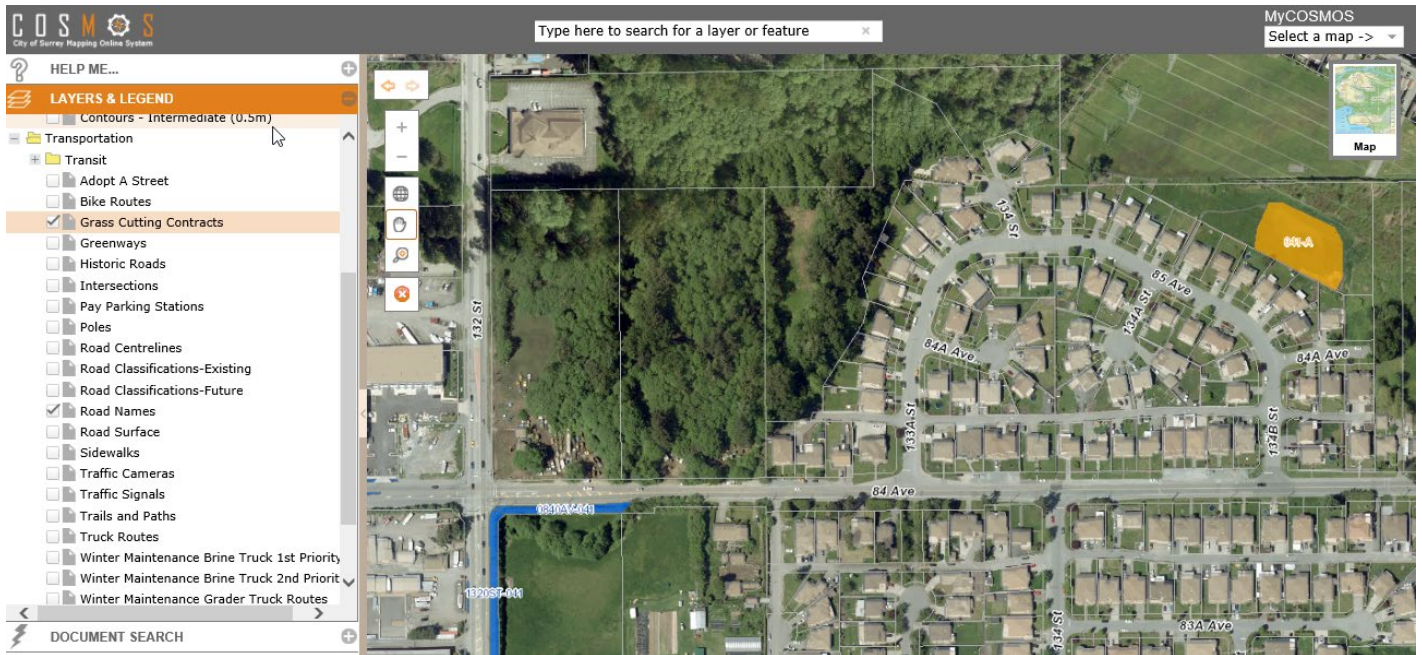 COSMOS
City of Surrey Mapping Online System
Type here to search for a layer or feature
MyCOSMOS
Select a map ->
HELP ME...
LAYERS & LEGEND
Contours - Intermediate (0.5m)
Transportation
Transit
Adopt A Street
Bike Routes
Grass Cutting Contracts
Greenways
Historic Roads
Intersections
Pay Parking Stations
Poles
Road Centrelines
Road Classifications-Existing
Road Classifications-Future
Road Names
Road Surface
Sidewalks
Traffic Cameras
Traffic Signals
Trails and Paths
Truck Routes
Winter Maintenance Brine Truck 1st Priority
Winter Maintenance Brine Truck 2nd Priorit
Winter Maintenance Grader Truck Routes
DOCUMENT SEARCH
Map
134 St
132 St
85 Ave
134A St
84A Ave
84A Ave
133A St
134B St
84 Ave
0840AV-041
1320ST-041
134 St
83A Ave